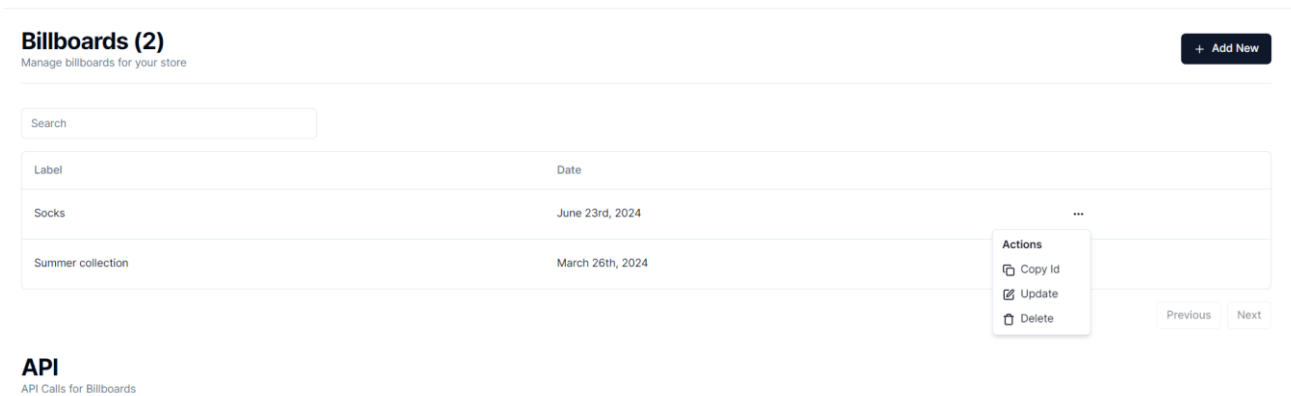 Billboards (2)
Manage billboards for your store
+ Add New
Search
Label Date
Socks June 23rd, 2024 ...
Actions
Summer collection March 26th, 2024
Copy Id
Update
Delete
Previous Next
API
API Calls for Billboards